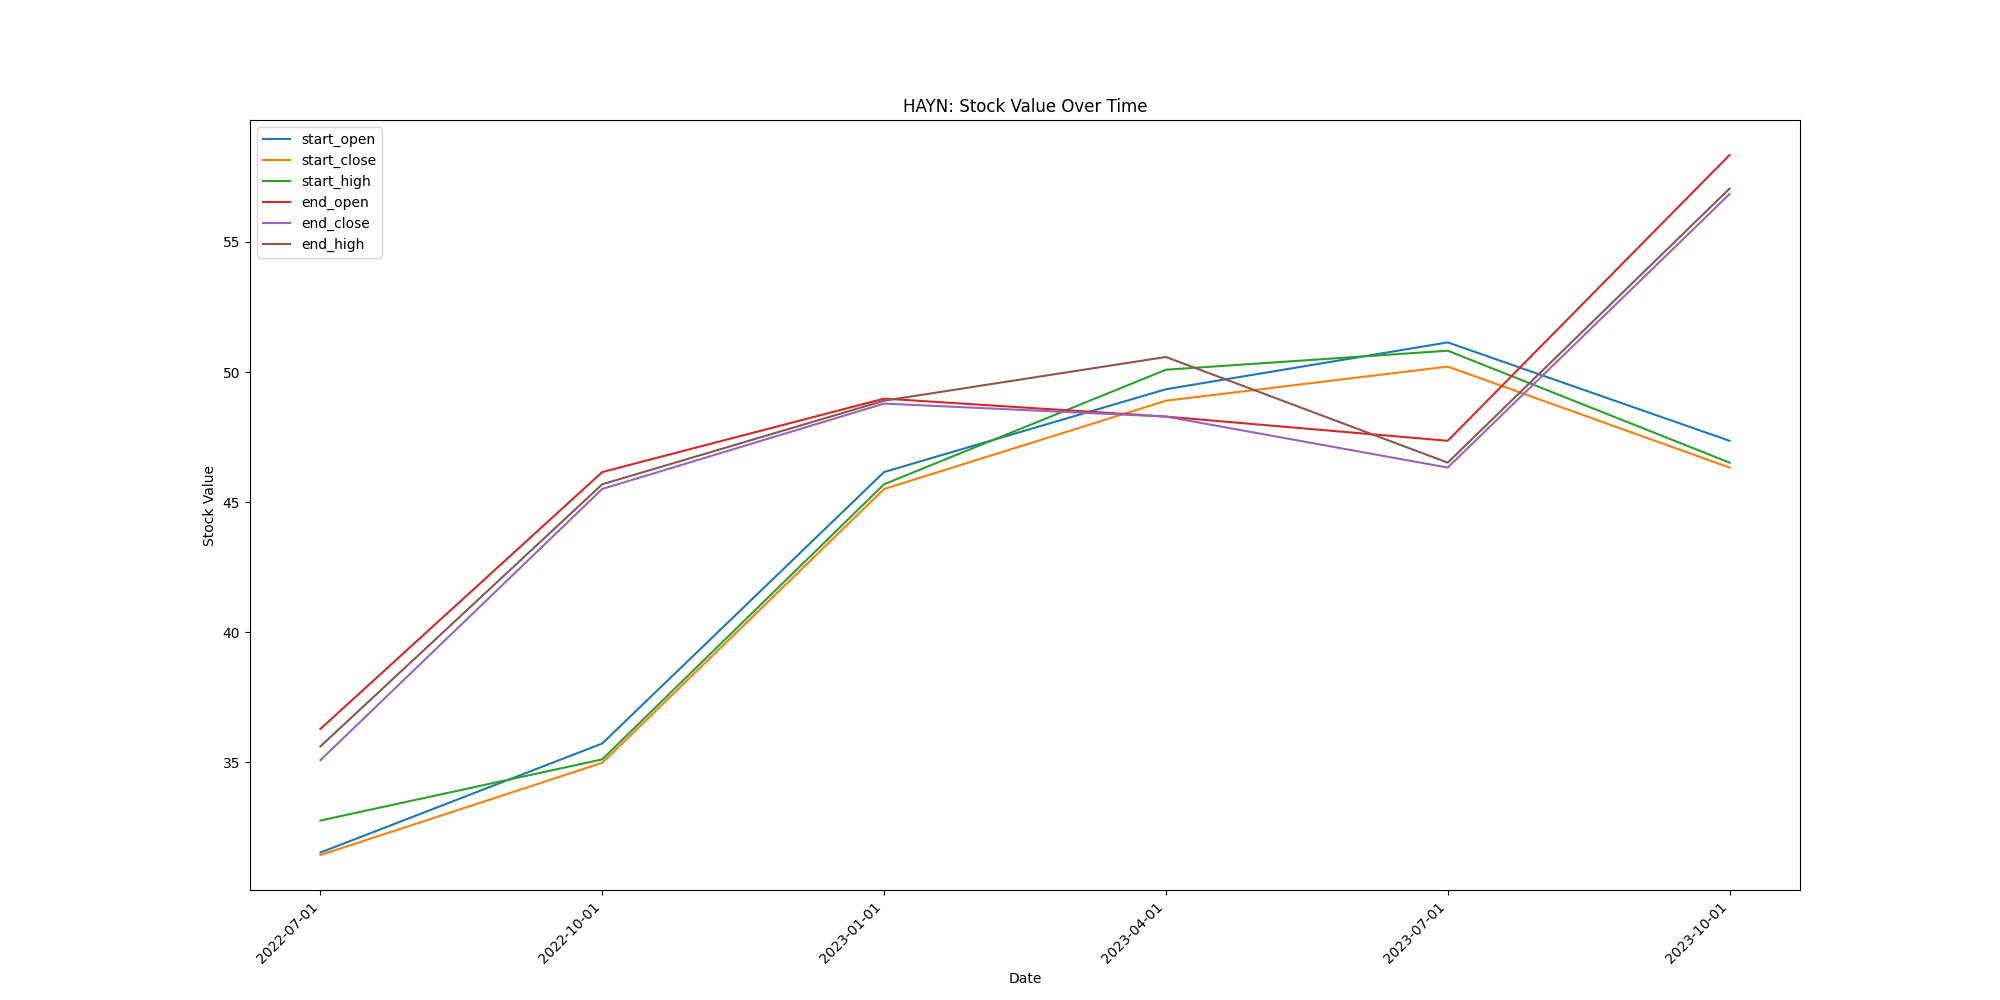 HAYN: Stock Value Over Time
start_open
start_close
start_high
end_open
end_close
end_high
55
50
45
40
35
Stock Value
2022-07-01
2022-10-01
2023-01-01
2023-04-01
2023-07-01
2023-10-01
Date